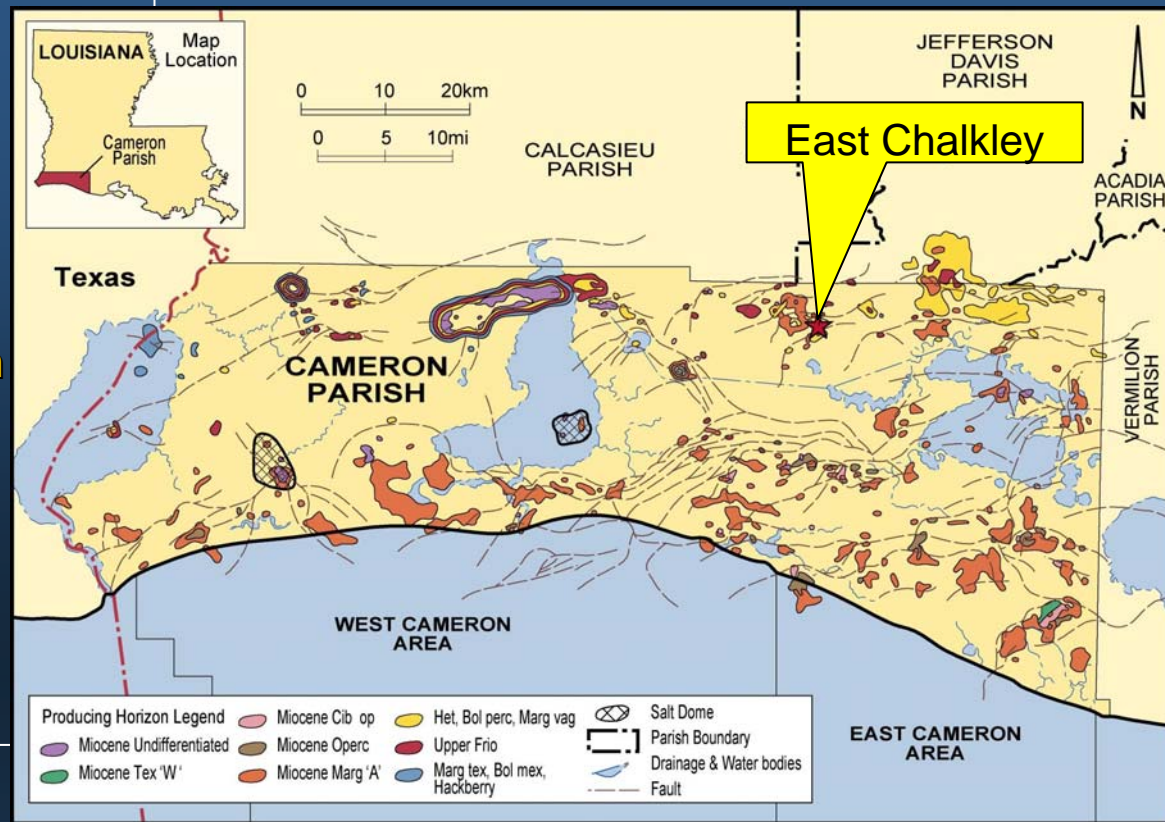 LOUISIANA
Map
Location
Cameron
Parish
0 10 20km
0 5 10mi
CALCASIEU
PARISH
JEFFERSON
DAVIS
PARISH
N
East Chalkley
ACADIA
PARISH
Texas
CAMERON
PARISH
VERMILION
PARISH
WEST CAMERON
AREA
EAST CAMERON
AREA
Producing Horizon Legend
Miocene Undifferentiated
Miocene Tex 'W'
Miocene Cib op
Miocene Operc
Miocene Marg 'A'
Het, Bol perc, Marg vag
Upper Frio
Marg tex, Bol mex,
Hackberry
Salt Dome
Parish Boundary
Drainage & Water bodies
Fault